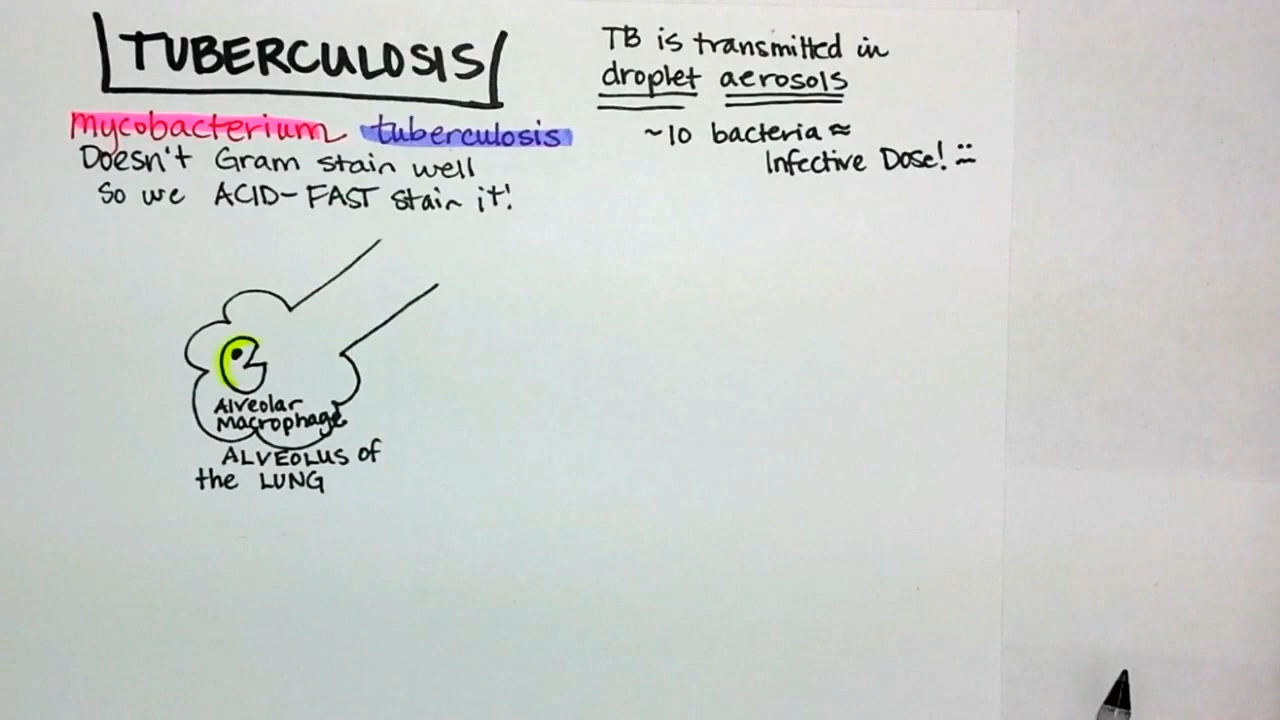 TUBERCULOSIS
Mycobacterium tuberculosis
Doesn't Gram stain well
So we ACID-FAST stain it!
TB is transmitted in
droplet aerosols
~10 bacteria ≈
Infective Dose!
Alveolar
Macrophage
ALVEOLUS of
the LUNG